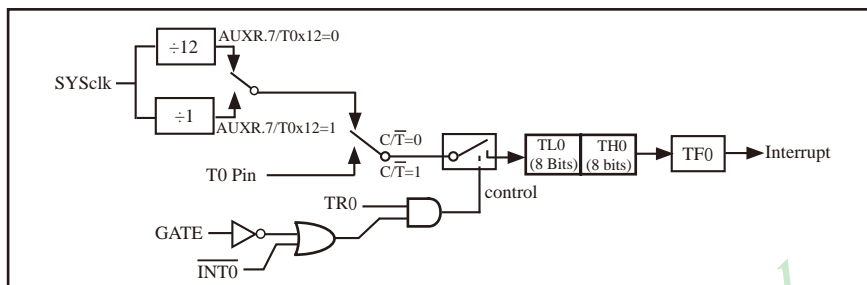 AUXR.7/T0x12=0
÷12
SYSclk
÷1
AUXR.7/T0x12=1
C/T̅=0
C/T̅=1
T0 Pin
TL0
(8 Bits)
TH0
(8 bits)
TF0
Interrupt
control
TR0
GATE
I̅N̅T̅0̅